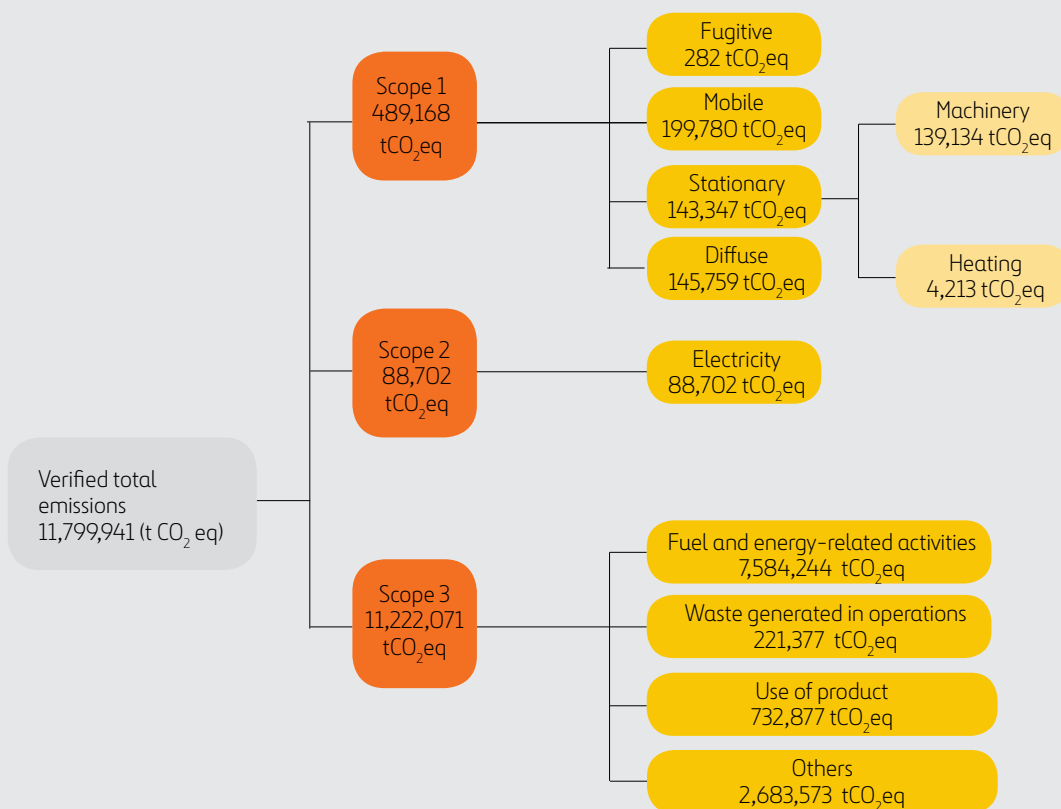 Verified total
emissions
11,799,941 (t CO₂ eq)
Scope 1
489,168
tCO₂eq
Fugitive
282 tCO₂eq
Mobile
199,780 tCO₂eq
Stationary
143,347 tCO₂eq
Machinery
139,134 tCO₂eq
Heating
4,213 tCO₂eq
Diffuse
145,759 tCO₂eq
Scope 2
88,702
tCO₂eq
Electricity
88,702 tCO₂eq
Scope 3
11,222,071
tCO₂eq
Fuel and energy-related activities
7,584,244 tCO₂eq
Waste generated in operations
221,377 tCO₂eq
Use of product
732,877 tCO₂eq
Others
2,683,573 tCO₂eq